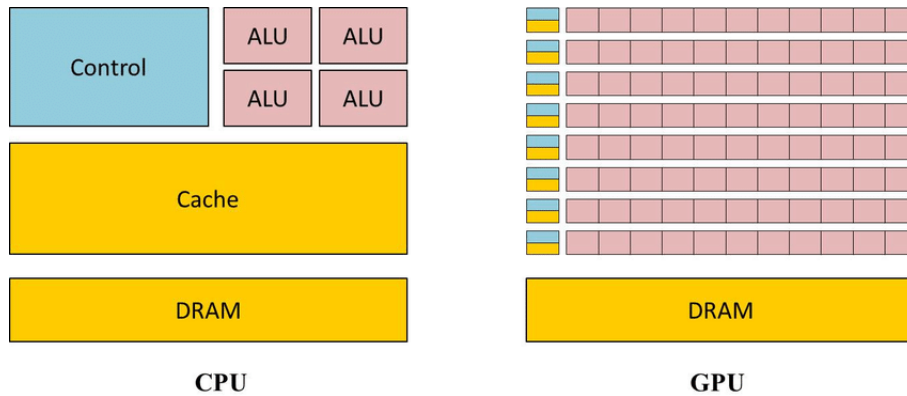 Control
ALU ALU
ALU ALU
Cache
DRAM
CPU
DRAM
GPU